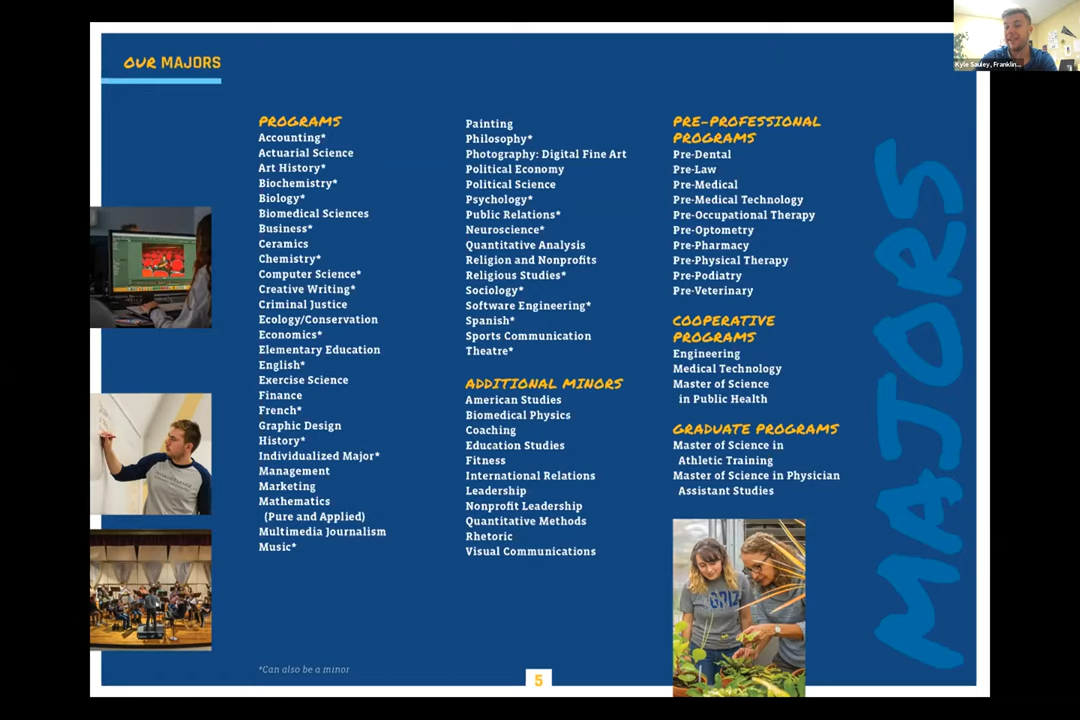 OUR MAJORS
PROGRAMS
Accounting*
Actuarial Science
Art History*
Biochemistry*
Biology*
Biomedical Sciences
Business*
Ceramics
Chemistry*
Computer Science*
Creative Writing*
Criminal Justice
Ecology/Conservation
Economics*
Elementary Education
English*
Exercise Science
Finance
French*
Graphic Design
History*
Individualized Major*
Management
Marketing
Mathematics
(Pure and Applied)
Multimedia Journalism
Music*
Painting
Philosophy*
Photography: Digital Fine Art
Political Economy
Political Science
Psychology*
Public Relations*
Neuroscience*
Quantitative Analysis
Religion and Nonprofits
Religious Studies*
Sociology*
Software Engineering*
Spanish*
Sports Communication
Theatre*
ADDITIONAL MINORS
American Studies
Biomedical Physics
Coaching
Education Studies
Fitness
International Relations
Leadership
Nonprofit Leadership
Quantitative Methods
Rhetoric
Visual Communications
PRE-PROFESSIONAL
PROGRAMS
Pre-Dental
Pre-Law
Pre-Medical
Pre-Medical Technology
Pre-Occupational Therapy
Pre-Optometry
Pre-Pharmacy
Pre-Physical Therapy
Pre-Podiatry
Pre-Veterinary
COOPERATIVE
PROGRAMS
Engineering
Medical Technology
Master of Science
in Public Health
GRADUATE PROGRAMS
Master of Science in
Athletic Training
Master of Science in Physician
Assistant Studies
MAJORS
GRIZ
*Can also be a minor
5
Kyle Sauley, Franklin...